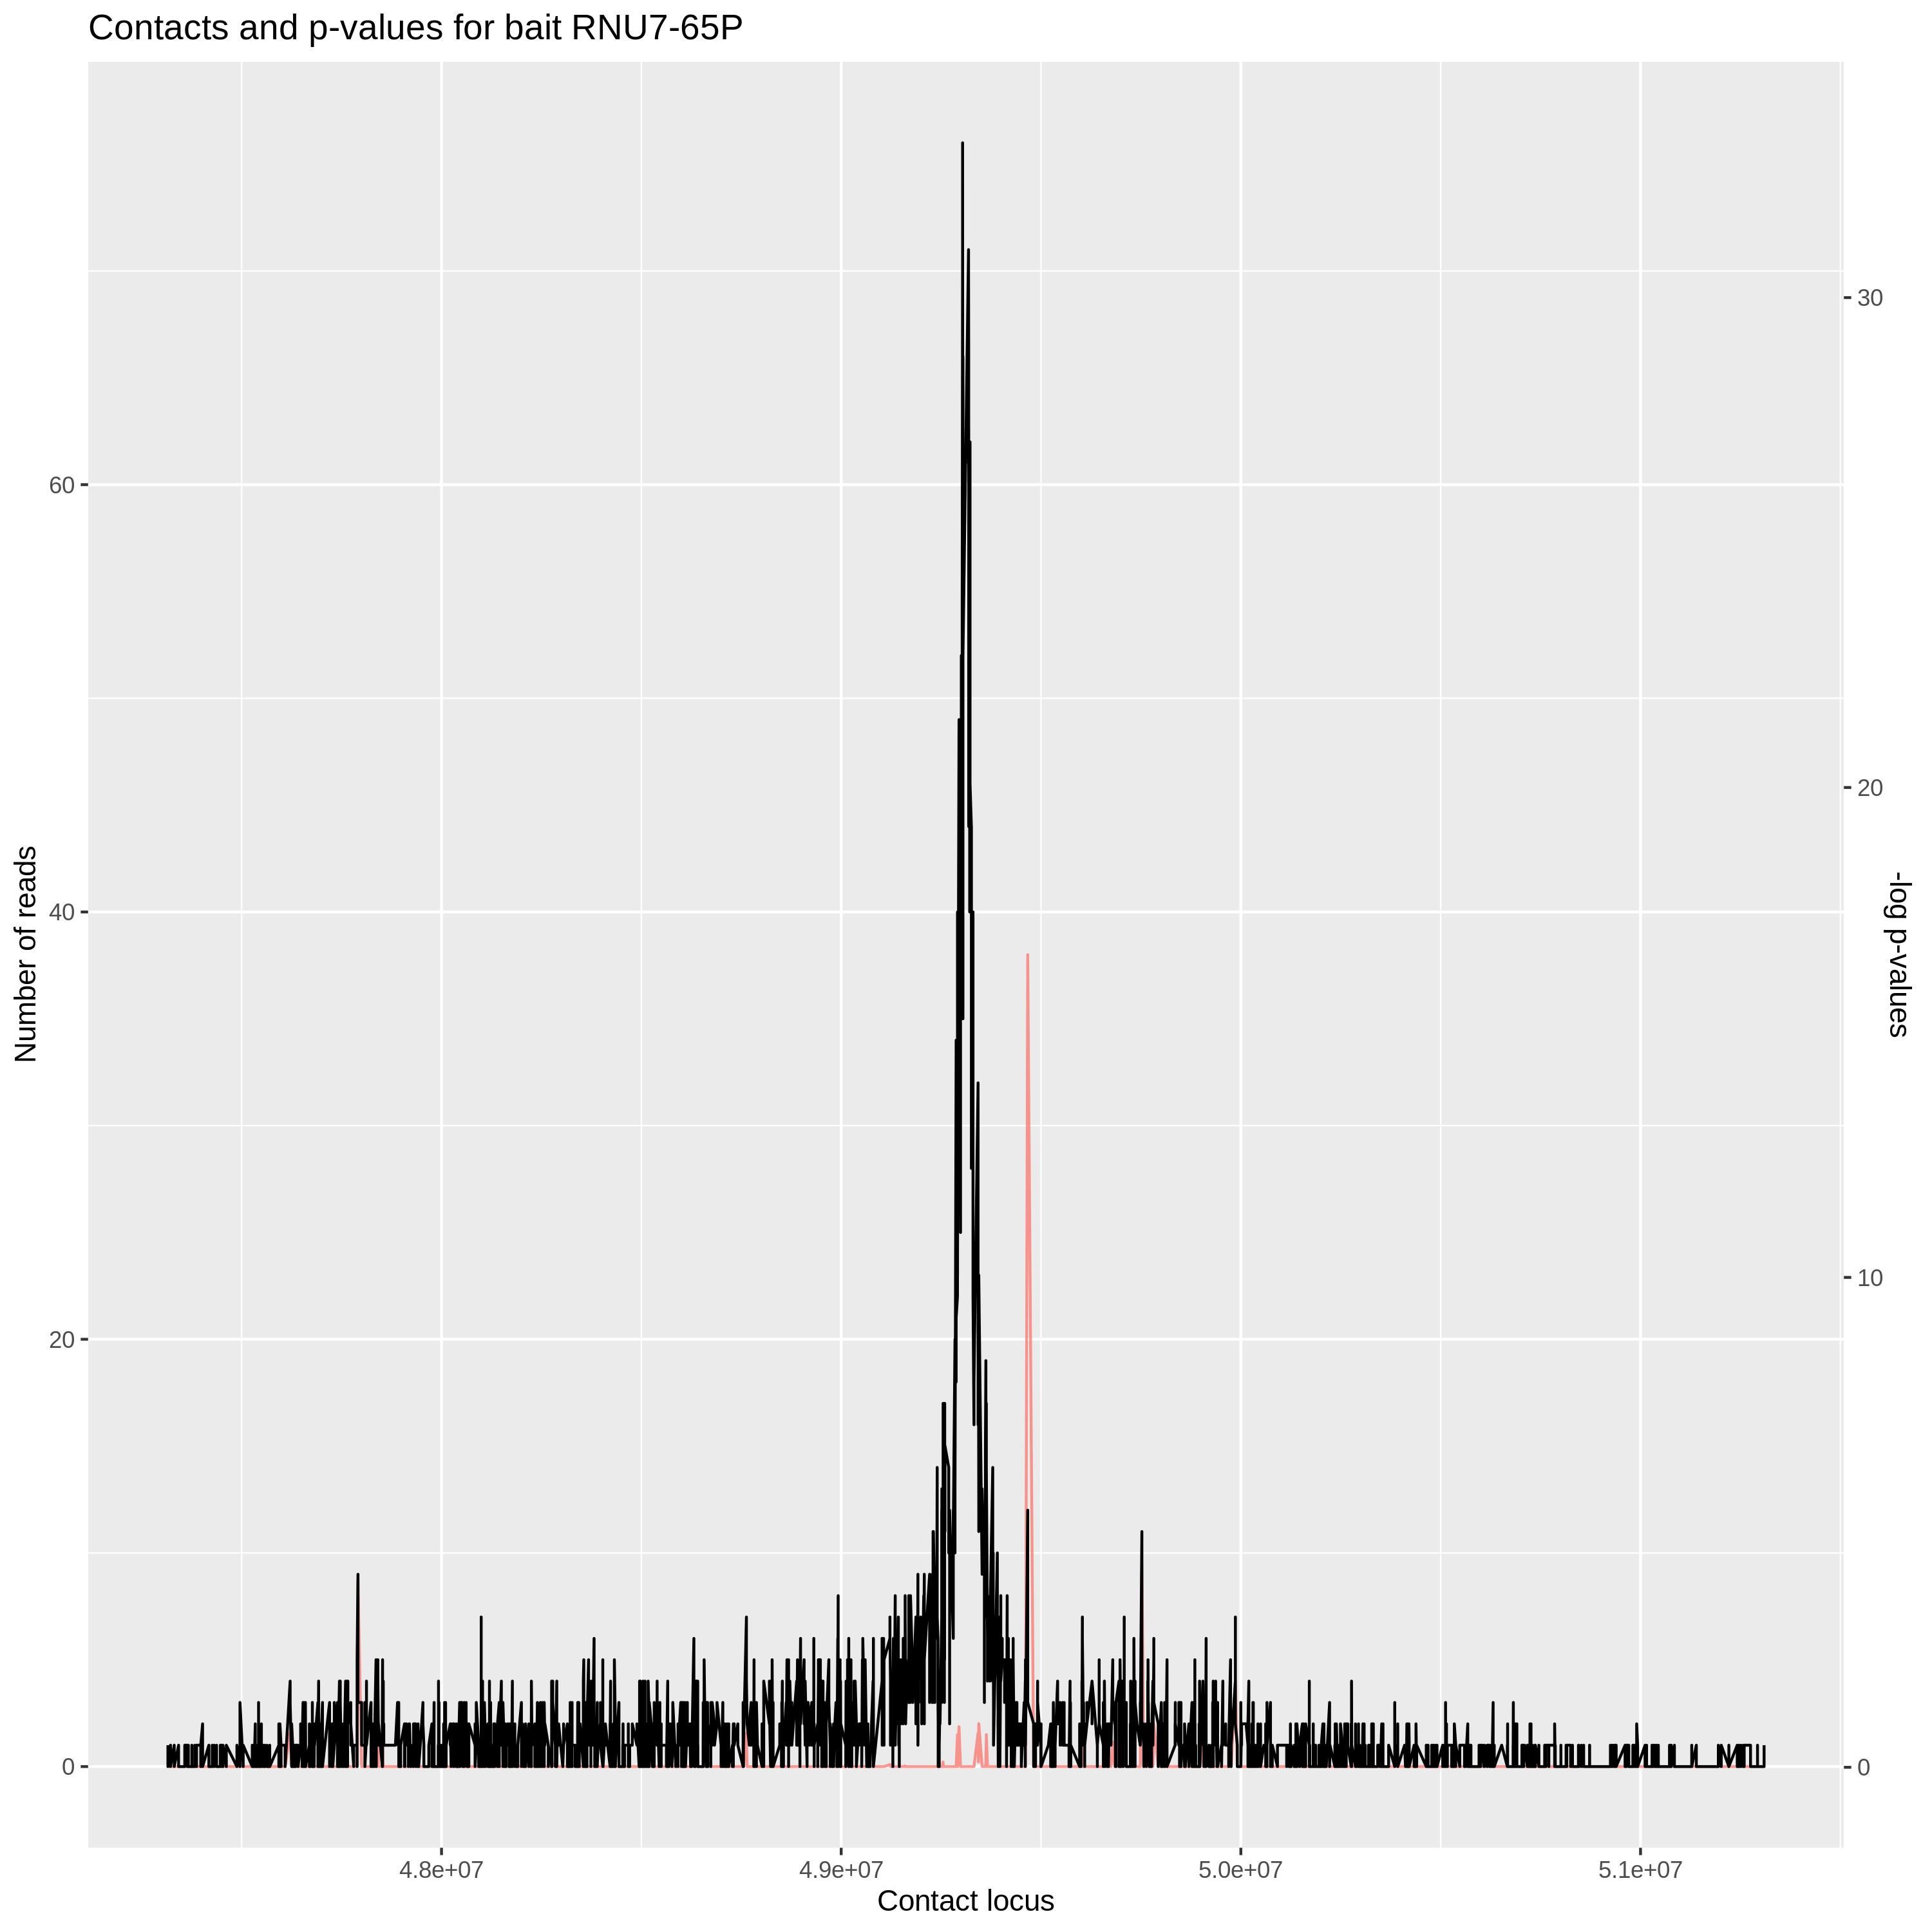 Contacts and p-values for bait RNU7-65P
Number of reads
60
40
20
0
30
20
10
0
-log p-values
4.8e+07
4.9e+07
5.0e+07
5.1e+07
Contact locus